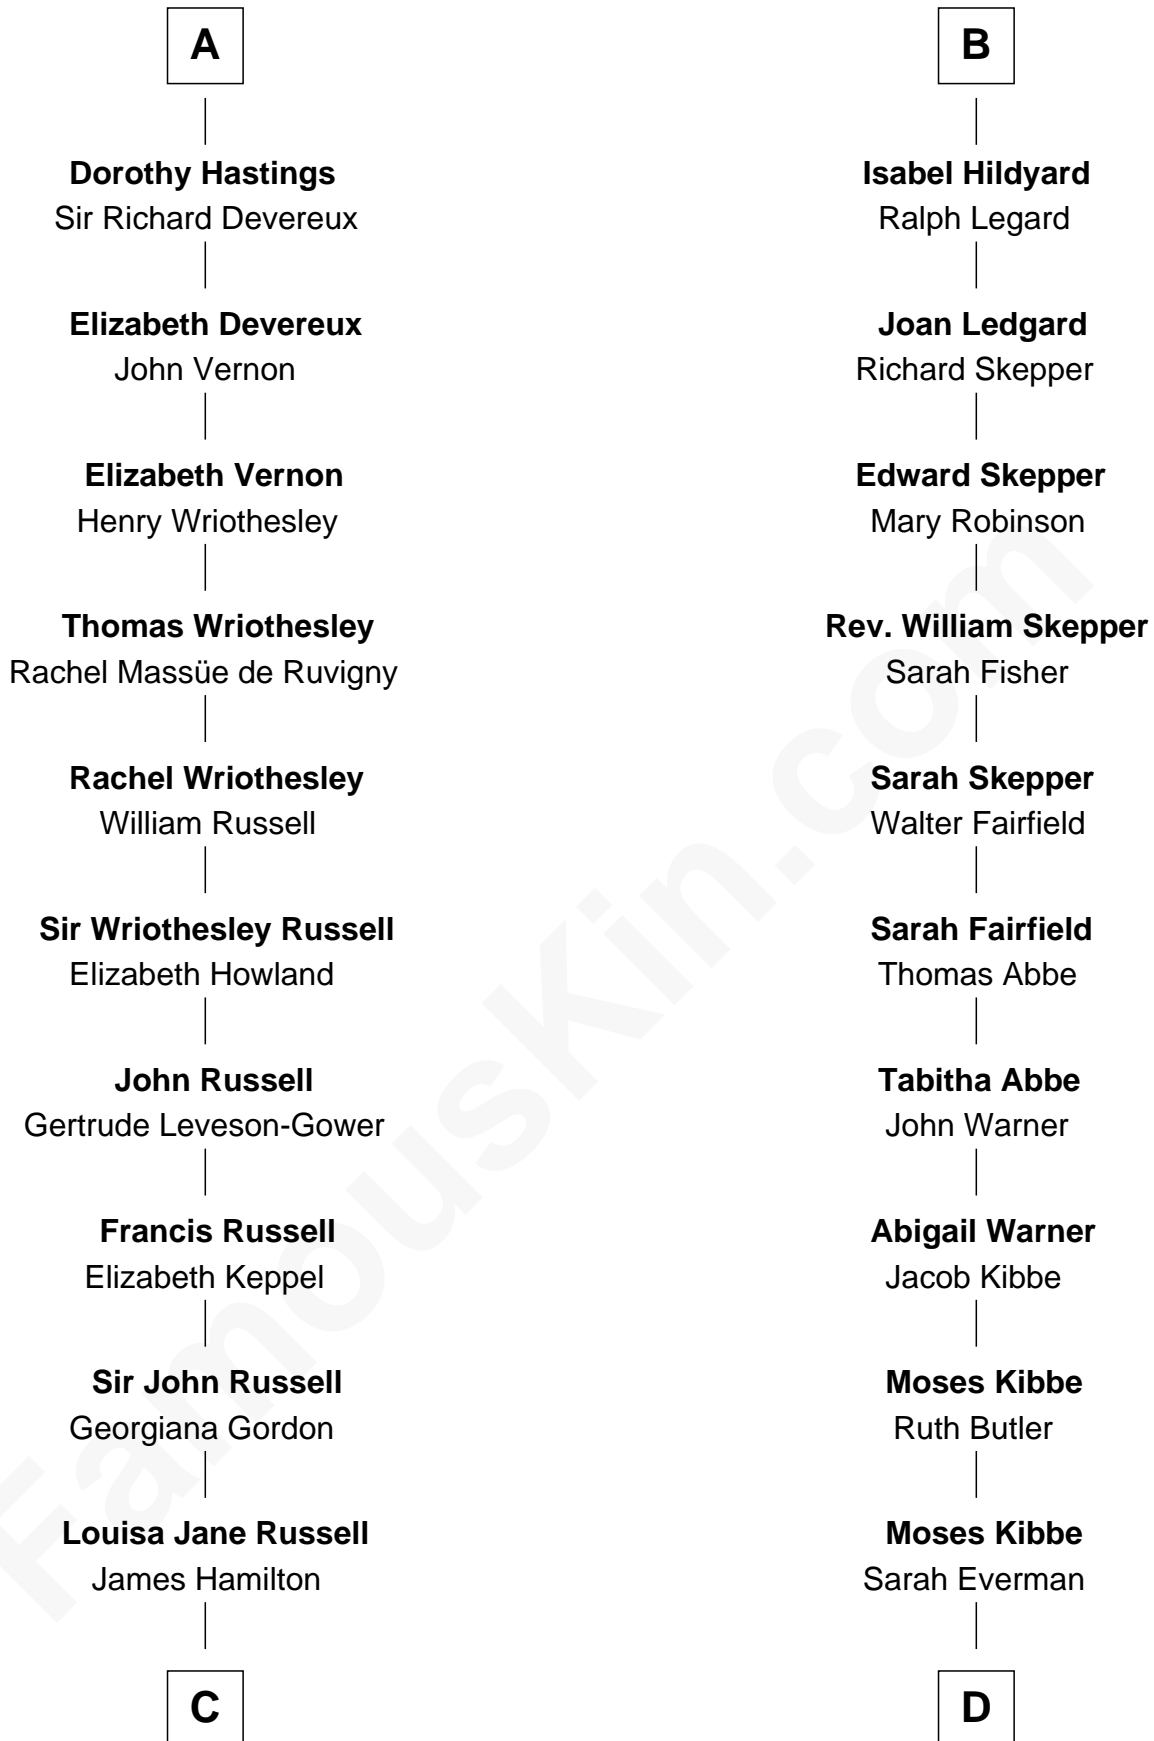 A
Dorothy Hastings
Sir Richard Devereux
Elizabeth Devereux
John Vernon
Elizabeth Vernon
Henry Wriothesley
Thomas Wriothesley
Rachel Massüe de Ruvigny
Rachel Wriothesley
William Russell
Sir Wriothesley Russell
Elizabeth Howland
John Russell
Gertrude Leveson-Gower
Francis Russell
Elizabeth Keppel
Sir John Russell
Georgiana Gordon
Louisa Jane Russell
James Hamilton
C
B
Isabel Hildyard
Ralph Legard
Joan Ledgard
Richard Skepper
Edward Skepper
Mary Robinson
Rev. William Skepper
Sarah Fisher
Sarah Skepper
Walter Fairfield
Sarah Fairfield
Thomas Abbe
Tabitha Abbe
John Warner
Abigail Warner
Jacob Kibbe
Moses Kibbe
Ruth Butler
Moses Kibbe
Sarah Everman
D
FamousKin.com